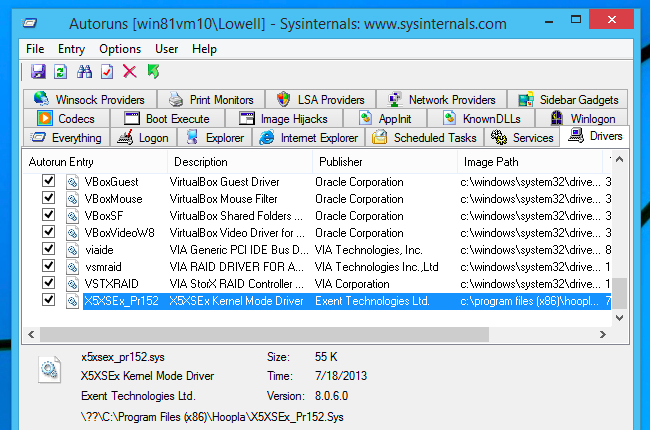 Autoruns [win81vm10\Lowell] - Sysinternals: www.sysinternals.com
File Entry Options User Help
Winsock Providers Print Monitors LSA Providers Network Providers Sidebar Gadgets
Codecs Boot Execute Image Hijacks AppInit KnownDLLs Winlogon
Everything Logon Explorer Internet Explorer Scheduled Tasks Services Drivers
Autorun Entry Description Publisher Image Path
VBoxGuest VirtualBox Guest Driver Oracle Corporation c:\windows\system32\drive... 3
VBoxMouse VirtualBox Mouse Filter Oracle Corporation c:\windows\system32\drive... 3
VBoxSF VirtualBox Shared Folders ... Oracle Corporation c:\windows\system32\drive... 3
VBoxVideoW8 VirtualBox Video Driver for ... Oracle Corporation c:\windows\system32\drive... 3
viaide VIA Generic PCI IDE Bus D... VIA Technologies, Inc. c:\windows\system32\drive... 8
vsmraid VIA RAID DRIVER FOR A... VIA Technologies Inc.,Ltd c:\windows\system32\drive... 1
VSTXRAID VIA StorX RAID Controller ... VIA Corporation c:\windows\system32\drive... 1
X5XSEx_Pr152 X5XSEx Kernel Mode Driver Exent Technologies Ltd. c:\program files (x86)\hoopla... 7
x5xsex_pr152.sys Size: 55 K
X5XSEx Kernel Mode Driver Time: 7/18/2013
Exent Technologies Ltd. Version: 8.0.6.0
\??\C:\Program Files (x86)\Hoopla\X5XSEx_Pr152.Sys